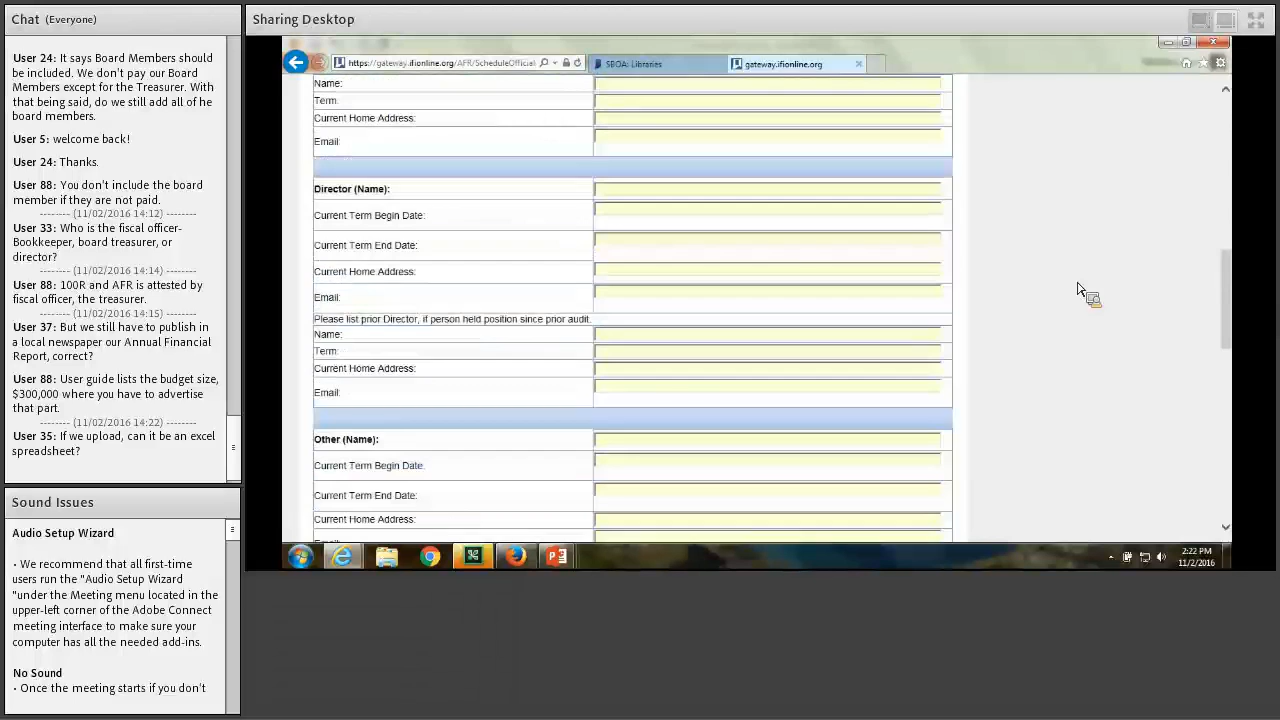 Chat (Everyone)
User 24: It says Board Members should
be included. We don't pay our Board
Members except for the Treasurer. With
that being said, do we still add all of he
board members.
User 5: welcome back!
User 24: Thanks.
User 88: You don't include the board
member if they are not paid.
-------- (11/02/2016 14:12) --------
User 33: Who is the fiscal officer-
Bookkeeper, board treasurer, or
director?
-------- (11/02/2016 14:14) --------
User 88: 100R and AFR is attested by
fiscal officer, the treasurer.
-------- (11/02/2016 14:15) --------
User 37: But we still have to publish in
a local newspaper our Annual Financial
Report, correct?
User 88: User guide lists the budget size,
$300,000 where you have to advertise
that part.
-------- (11/02/2016 14:22) --------
User 35: If we upload, can it be an excel
spreadsheet?
Sound Issues
Audio Setup Wizard
• We recommend that all first-time
users run the "Audio Setup Wizard
"under the Meeting menu located in the
upper-left corner of the Adobe Connect
meeting interface to make sure your
computer has all the needed add-ins.
No Sound
• Once the meeting starts if you don't
Sharing Desktop
https://gateway.ifionline.org/AFR/ScheduleOfficial
SBOA: Libraries
gateway.ifionline.org
Name:
Term:
Current Home Address:
Email:
Director (Name):
Current Term Begin Date:
Current Term End Date:
Current Home Address:
Email:
Please list prior Director, if person held position since prior audit.
Name:
Term:
Current Home Address:
Email:
Other (Name):
Current Term Begin Date:
Current Term End Date:
Current Home Address:
Email:
2:22 PM
11/2/2016